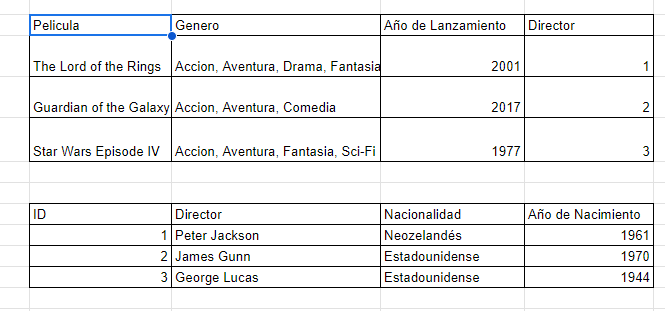 Pelicula Genero Año de Lanzamiento Director
The Lord of the Rings Accion, Aventura, Drama, Fantasia 2001 1
Guardian of the Galaxy Accion, Aventura, Comedia 2017 2
Star Wars Episode IV Accion, Aventura, Fantasia, Sci-Fi 1977 3
ID Director Nacionalidad Año de Nacimiento
1 Peter Jackson Neozelandés 1961
2 James Gunn Estadounidense 1970
3 George Lucas Estadounidense 1944